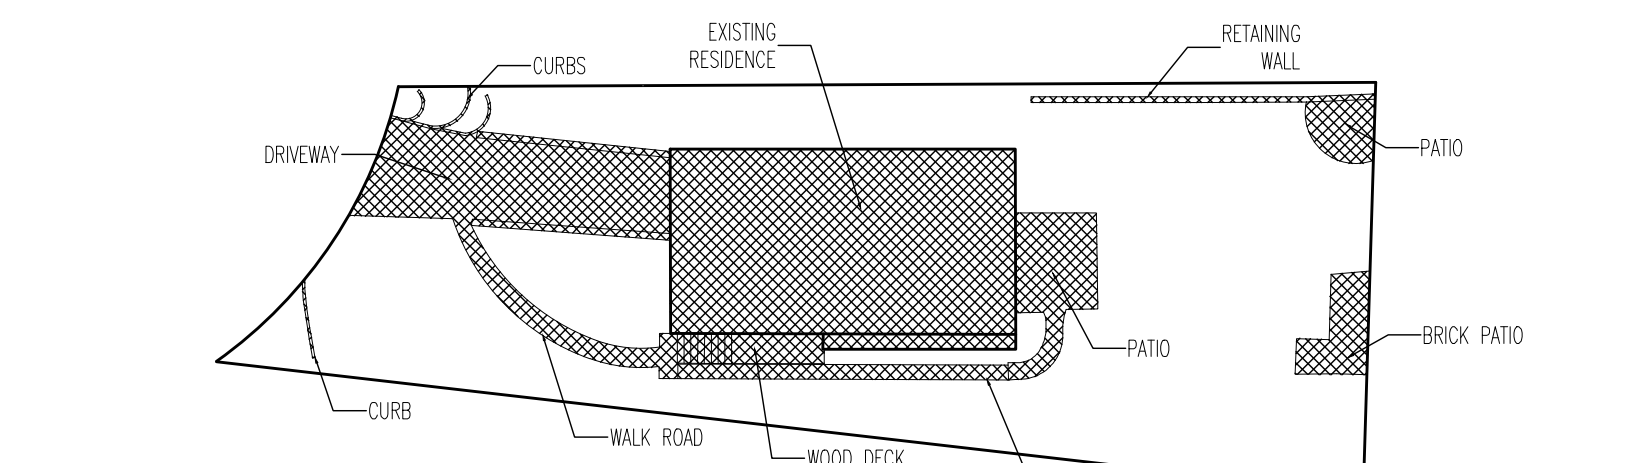 EXISTING
RESIDENCE
RETAINING
WALL
CURBS
DRIVEWAY
PATIO
BRICK PATIO
PATIO
CURB
WALK ROAD
WOOD DECK